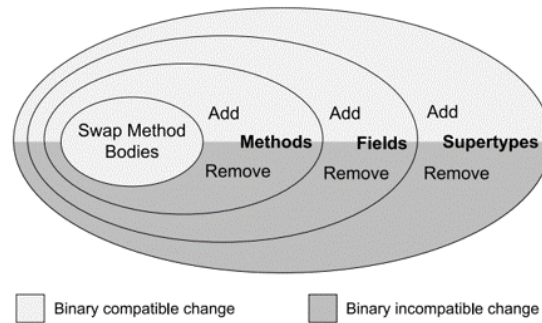 Swap Method
Bodies
Add
Methods
Remove
Add
Fields
Remove
Add
Supertypes
Remove
Binary compatible change
Binary incompatible change